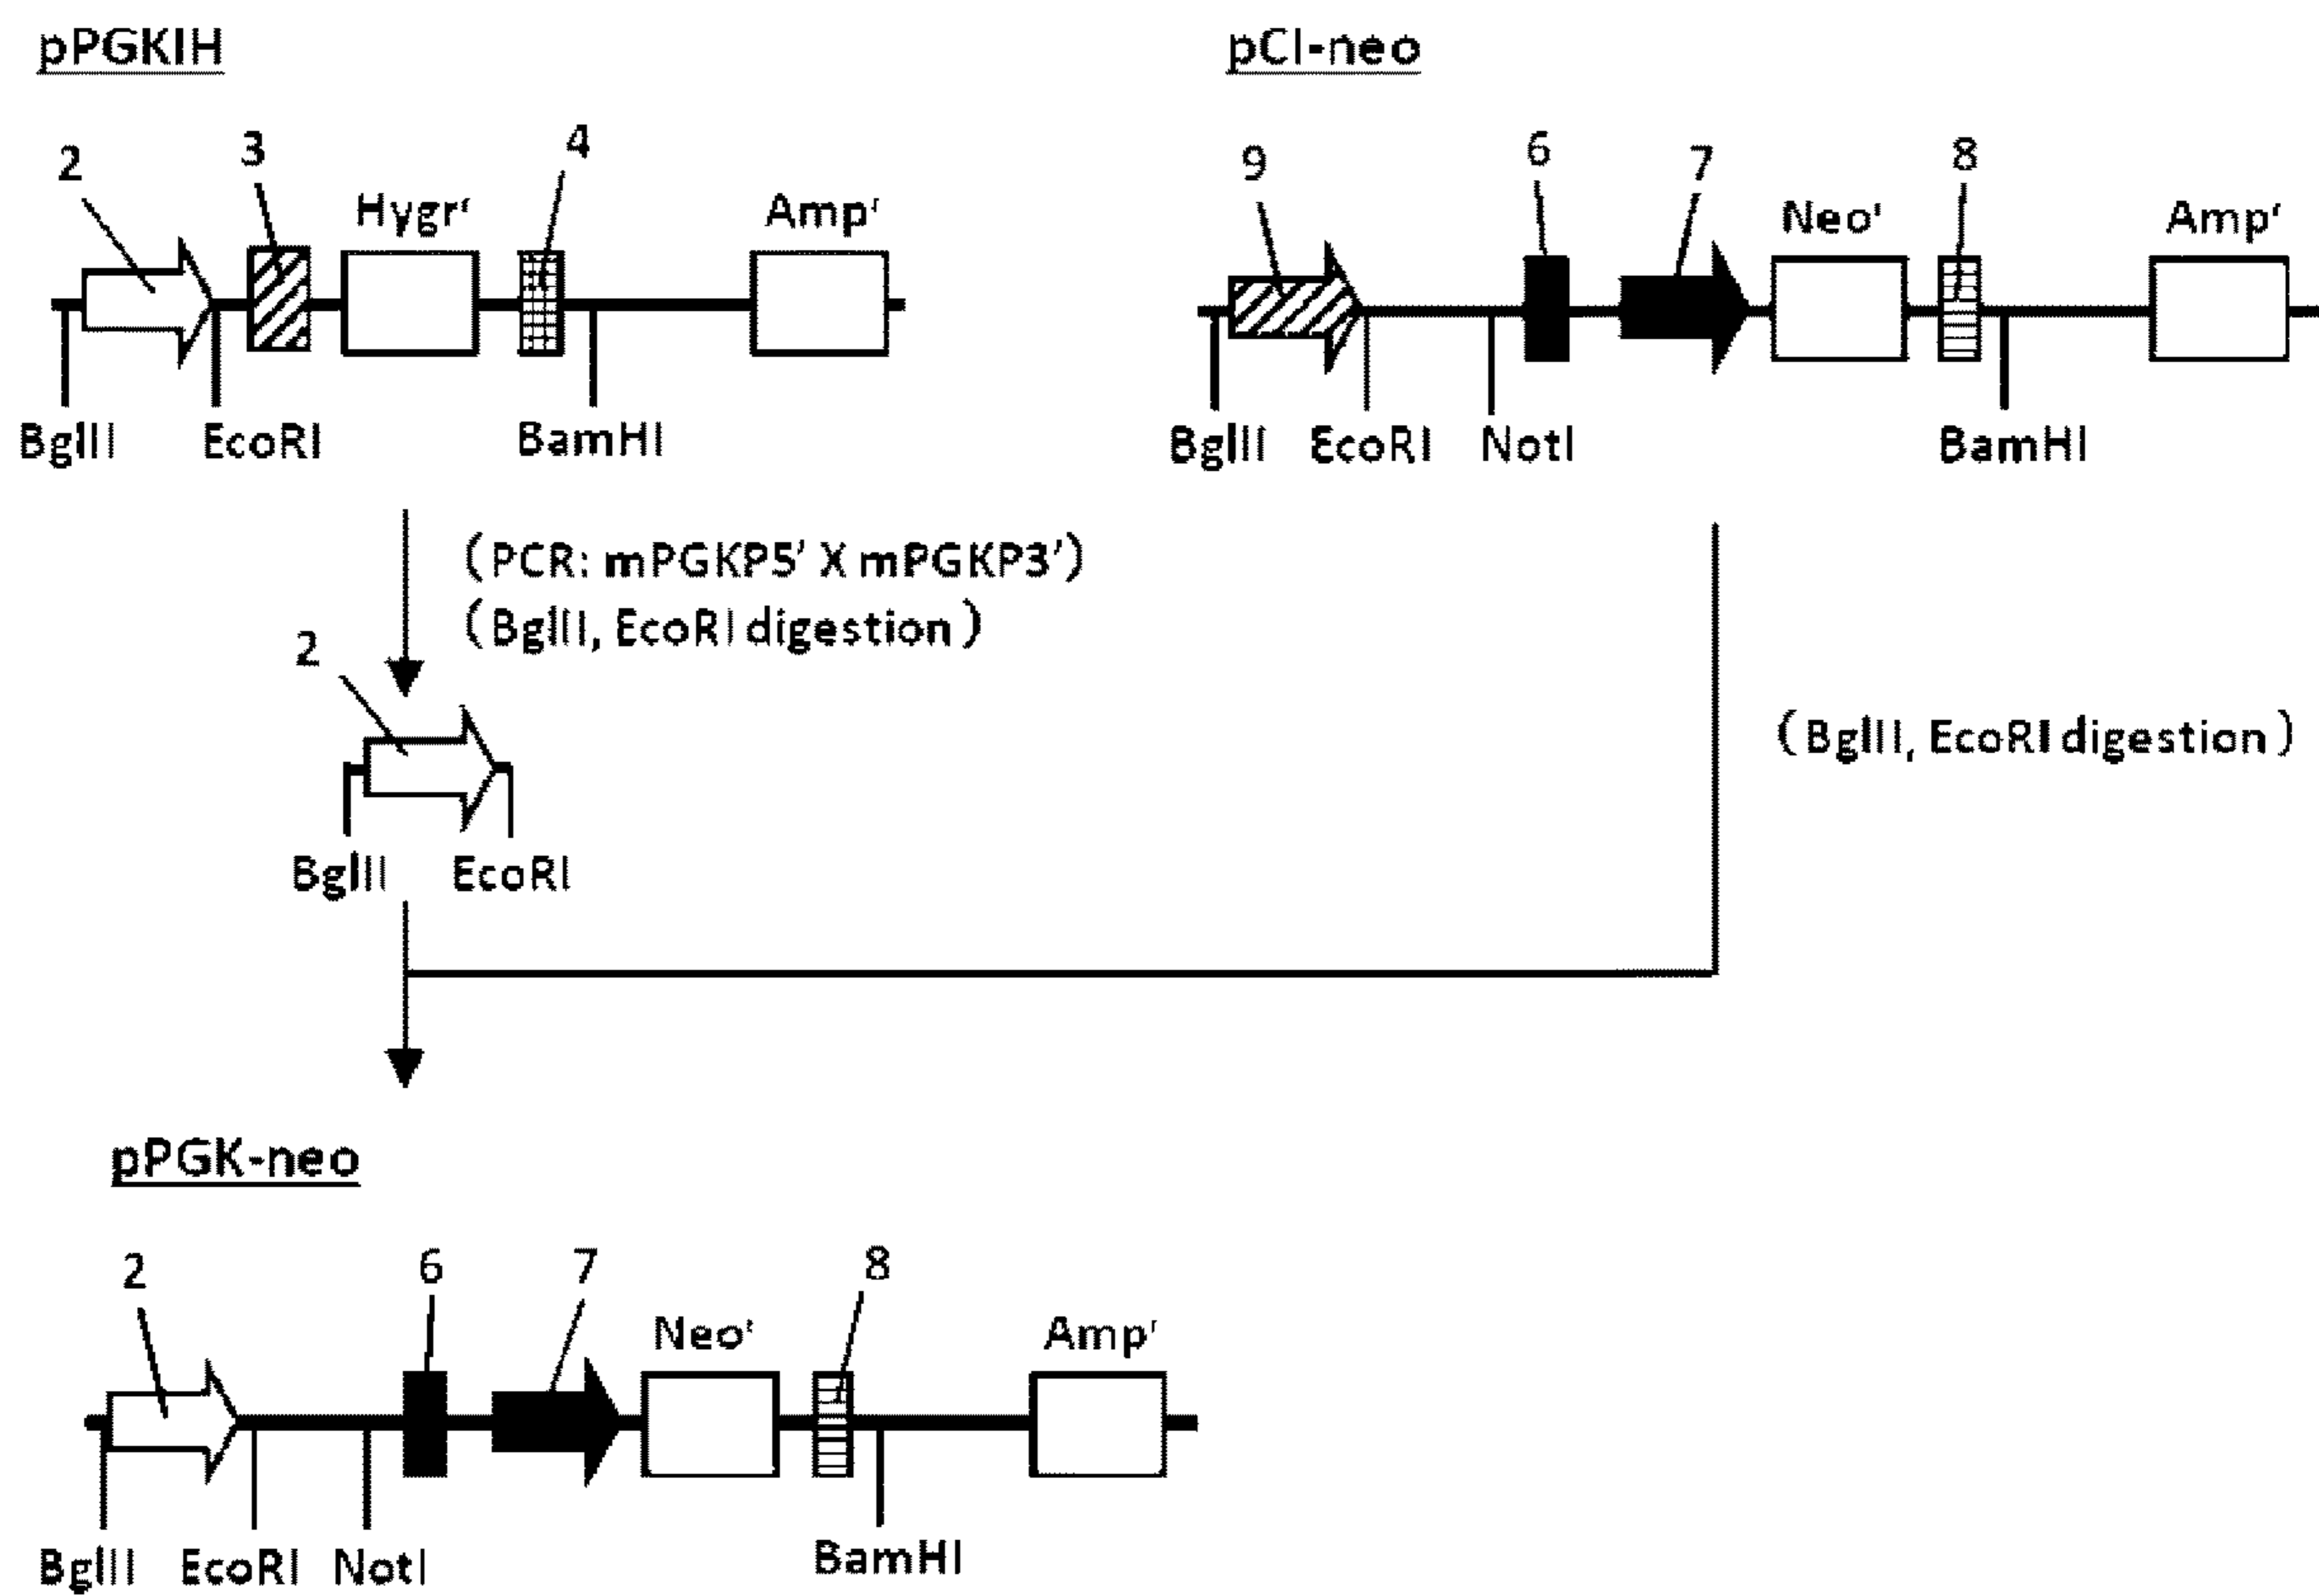 pPGKIH
pCI-neo
2 3 Hygrʳ 4 Ampʳ
9 6 7 Neoʳ 8 Ampʳ
BglII EcoRI BamHI
BglII EcoRI NotI BamHI
(PCR: mPGKP5' X mPGKP3')
(BglII, EcoRI digestion)
2
(BglII, EcoRI digestion)
BglII EcoRI
pPGK-neo
2 6 7 Neoʳ 8 Ampʳ
BglII EcoRI NotI BamHI